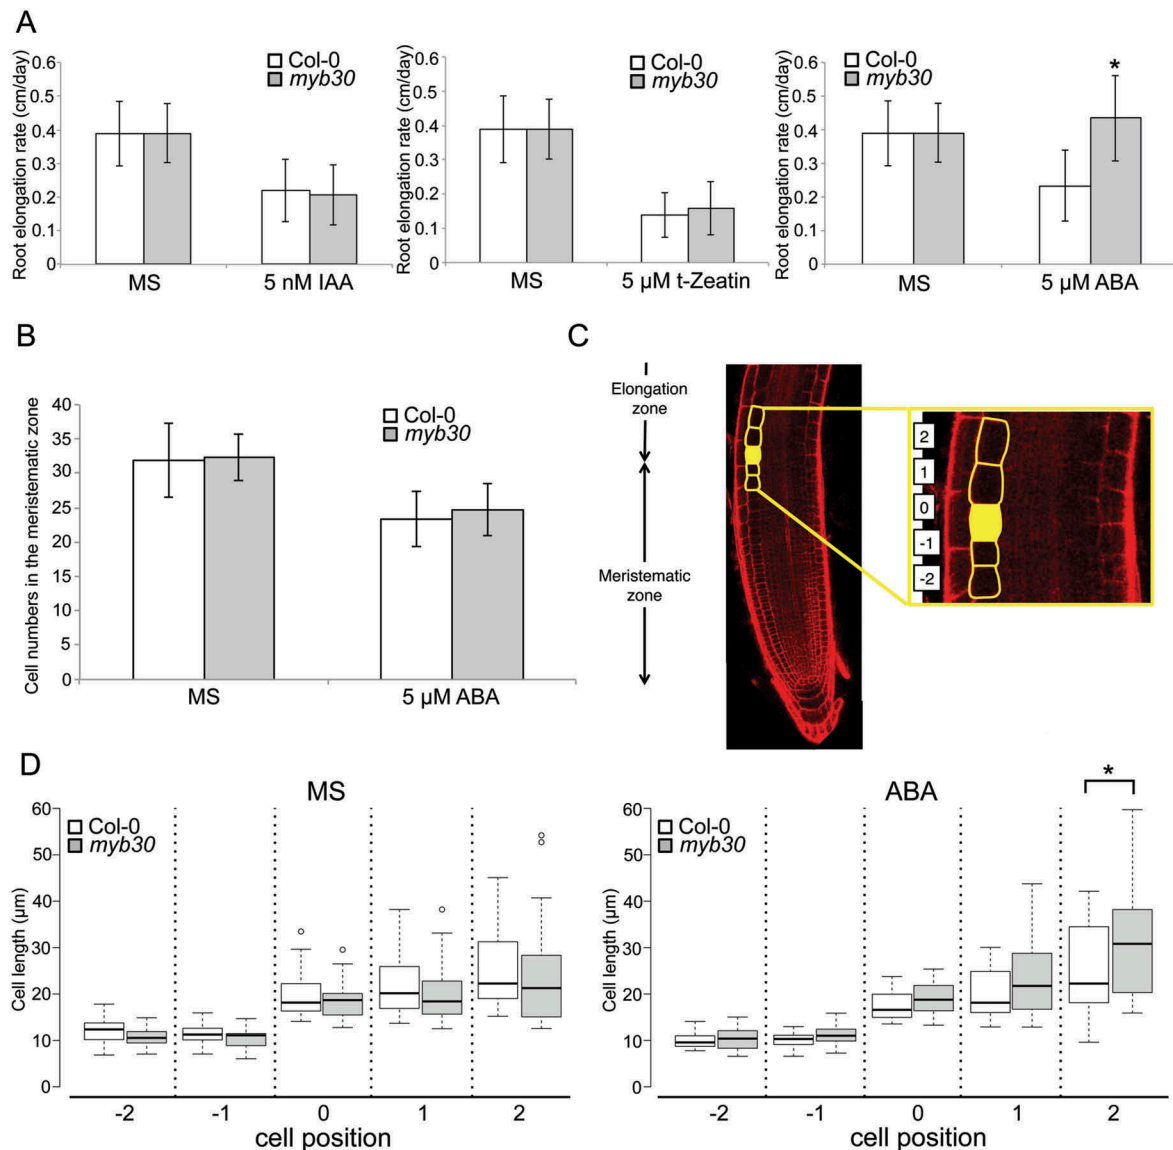 A
Root elongation rate (cm/day)
0.6
0.5
0.4
0.3
0.2
0.1
0
Col-0
myb30
MS
5 nM IAA
Root elongation rate (cm/day)
0.6
0.5
0.4
0.3
0.2
0.1
0
Col-0
myb30
MS
5 µM t-Zeatin
Root elongation rate (cm/day)
0.6
0.5
0.4
0.3
0.2
0.1
0
Col-0
myb30
*
MS
5 µM ABA
B
Cell numbers in the meristematic zone
40
35
30
25
20
15
10
5
0
Col-0
myb30
MS
5 µM ABA
C
Elongation
zone
Meristematic
zone
2
1
0
-1
-2
D
MS
Cell length (µm)
60
50
40
30
20
10
0
Col-0
myb30
-2 -1 0 1 2
cell position
ABA
*
Cell length (µm)
60
50
40
30
20
10
0
Col-0
myb30
-2 -1 0 1 2
cell position